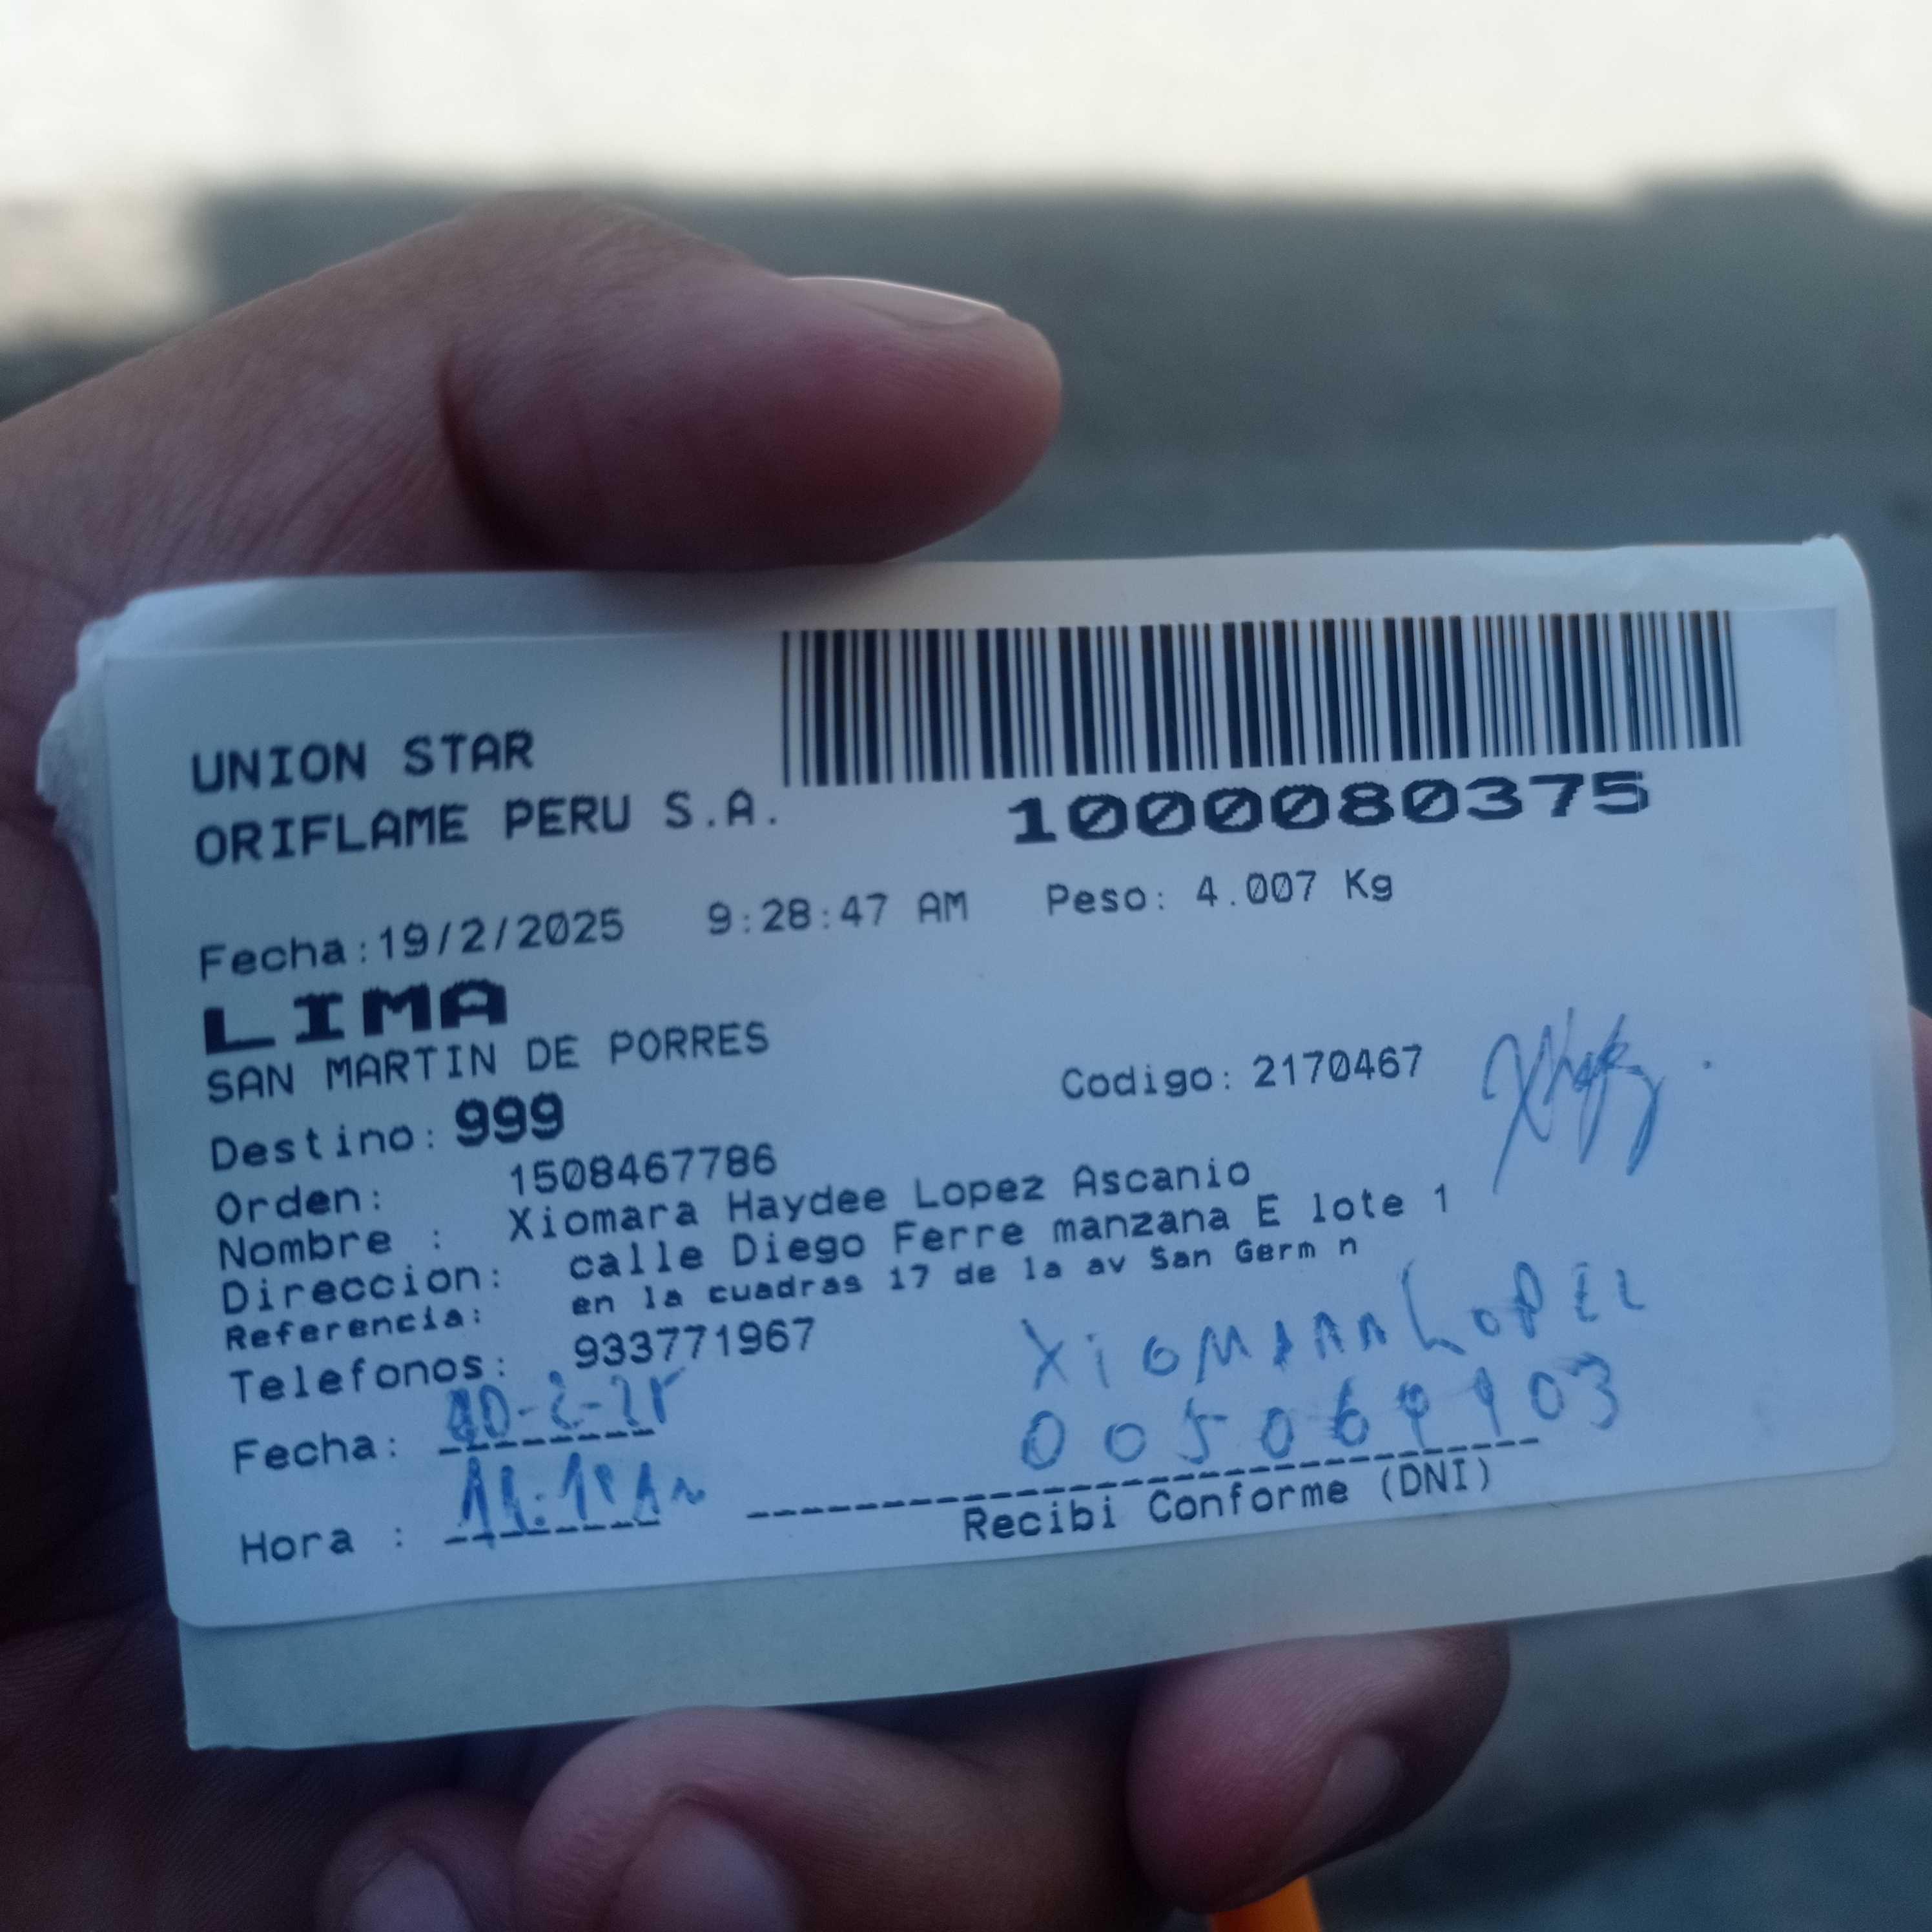 UNION STAR
ORIFLAME PERU S.A.
1000080375
Fecha:19/2/2025 9:28:47 AM Peso: 4.007 Kg
LIMA
SAN MARTIN DE PORRES
Destino: 999 Codigo: 2170467
Orden: 1508467786
Nombre : Xiomara Haydee Lopez Ascanio
Direccion: calle Diego Ferre manzana E lote 1
Referencia: en la cuadras 17 de la av San Germ n
Telefonos: 933771967
XiOMARA LOPEZ
Fecha: 20-2-25
Hora :
Recibi Conforme (DNI)